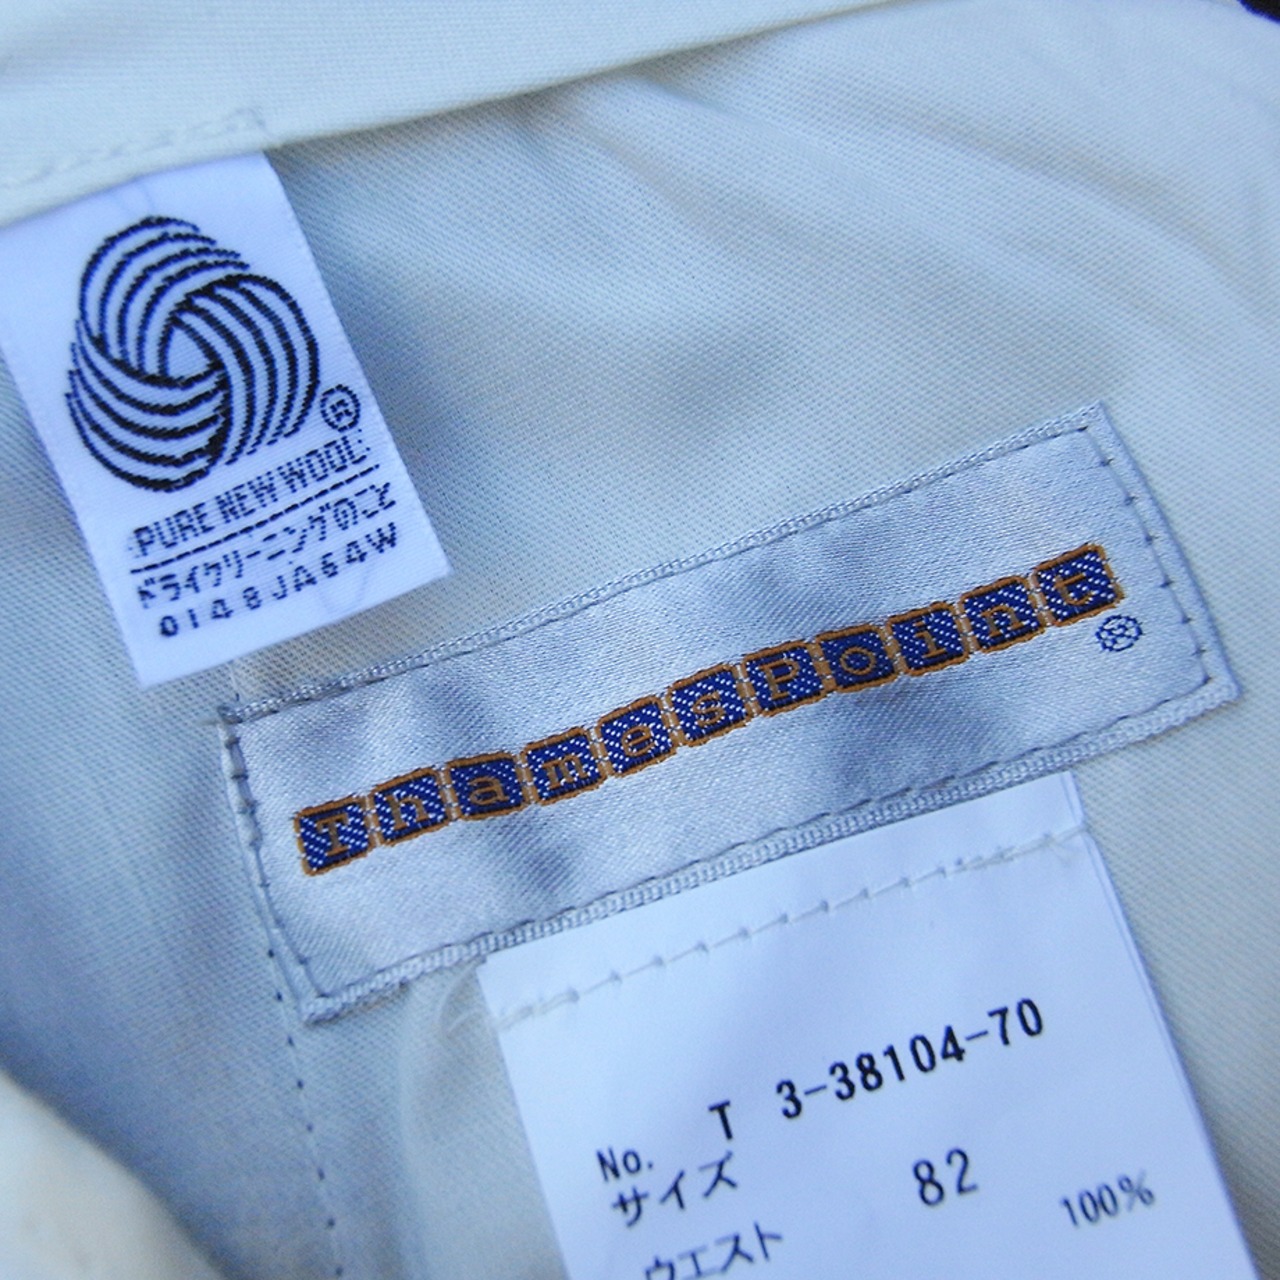 ®
PURE NEW WOOL
ドライクリーニングのこと
0148JA64W
ThamesPoint
®
No. T 3-38104-70
サイズ
ウエスト 82
100%